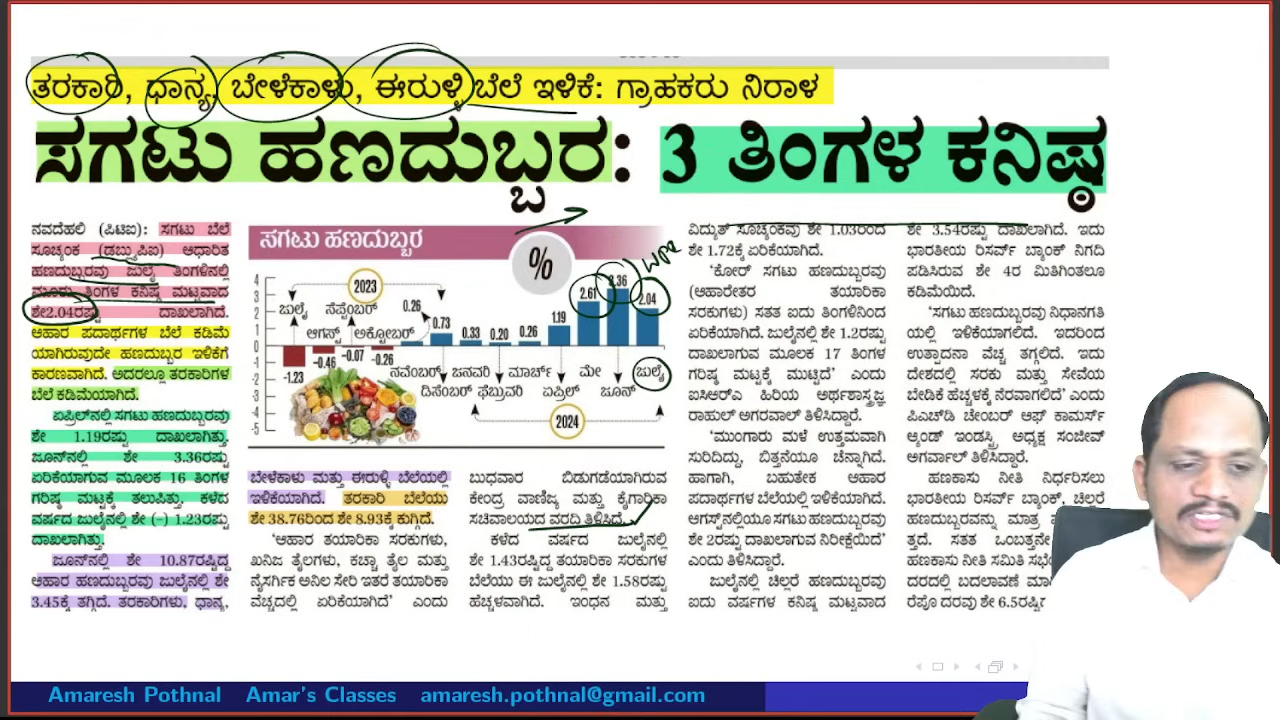 ತರಕಾರಿ, ಧಾನ್ಯ, ಬೇಳೆಕಾಳು, ಈರುಳ್ಳಿ ಬೆಲೆ ಇಳಿಕೆ: ಗ್ರಾಹಕರು ನಿರಾಳ
ಸಗಟು ಹಣದುಬ್ಬರ: 3 ತಿಂಗಳ ಕನಿಷ್ಠ
ನವದೆಹಲಿ (ಪಿಟಿಐ): ಸಗಟು ಬೆಲೆ
ಸೂಚ್ಯಂಕ (ಡಬ್ಲ್ಯುಪಿಐ) ಆಧಾರಿತ
ಹಣದುಬ್ಬರವು ಜುಲೈ ತಿಂಗಳಿನಲ್ಲಿ
ಮೂರು ತಿಂಗಳ ಕನಿಷ್ಠ ಮಟ್ಟವಾದ
ಶೇ2.04ರಷ್ಟು ದಾಖಲಾಗಿದೆ.
ಆಹಾರ ಪದಾರ್ಥಗಳ ಬೆಲೆ ಕಡಿಮೆ
ಯಾಗಿರುವುದೇ ಹಣದುಬ್ಬರ ಇಳಿಕೆಗೆ
ಕಾರಣವಾಗಿದೆ. ಅದರಲ್ಲೂ ತರಕಾರಿಗಳ
ಬೆಲೆ ಕಡಿಮೆಯಾಗಿದೆ.
ಏಪ್ರಿಲ್‌ನಲ್ಲಿ ಸಗಟು ಹಣದುಬ್ಬರವು
ಶೇ 1.19ರಷ್ಟು ದಾಖಲಾಗಿತ್ತು.
ಜೂನ್‌ನಲ್ಲಿ ಶೇ 3.36ರಷ್ಟು
ಏರಿಕೆಯಾಗುವ ಮೂಲಕ 16 ತಿಂಗಳ
ಗರಿಷ್ಠ ಮಟ್ಟಕ್ಕೆ ತಲುಪಿತ್ತು. ಕಳೆದ
ವರ್ಷದ ಜುಲೈನಲ್ಲಿ ಶೇ (–) 1.23ರಷ್ಟು
ದಾಖಲಾಗಿತ್ತು.
ಜೂನ್‌ನಲ್ಲಿ ಶೇ 10.87ರಷ್ಟಿದ್ದ
ಆಹಾರ ಹಣದುಬ್ಬರವು ಜುಲೈನಲ್ಲಿ ಶೇ
3.45ಕ್ಕೆ ತಗ್ಗಿದೆ. ತರಕಾರಿಗಳು, ಧಾನ್ಯ,
ಸಗಟು ಹಣದುಬ್ಬರ
%
wpe
4
3
2
1
0
-1
-2
-3
-4
-5
2023
ಜುಲೈ ಸೆಪ್ಟೆಂಬರ್
ಆಗಸ್ಟ್ ಅಕ್ಟೋಬರ್
-1.23 -0.46 -0.07 -0.26 0.26 0.73 0.33 0.20 0.26 1.19 2.61 3.36 2.04
ನವೆಂಬರ್ ಜನವರಿ ಮಾರ್ಚ್ ಮೇ ಜುಲೈ
ಡಿಸೆಂಬರ್ ಫೆಬ್ರುವರಿ ಏಪ್ರಿಲ್ ಜೂನ್
2024
ಬೇಳೆಕಾಳು ಮತ್ತು ಈರುಳ್ಳಿ ಬೆಲೆಯಲ್ಲಿ
ಇಳಿಕೆಯಾಗಿದೆ. ತರಕಾರಿ ಬೆಲೆಯು
ಶೇ 38.76ರಿಂದ ಶೇ 8.93ಕ್ಕೆ ಕುಗ್ಗಿದೆ.
‘ಆಹಾರ ತಯಾರಿಕಾ ಸರಕುಗಳು,
ಖನಿಜ ತೈಲಗಳು, ಕಚ್ಚಾ ತೈಲ ಮತ್ತು
ನೈಸರ್ಗಿಕ ಅನಿಲ ಸೇರಿ ಇತರೆ ತಯಾರಿಕಾ
ವೆಚ್ಚದಲ್ಲಿ ಏರಿಕೆಯಾಗಿದೆ’ ಎಂದು
ಬುಧವಾರ ಬಿಡುಗಡೆಯಾಗಿರುವ
ಕೇಂದ್ರ ವಾಣಿಜ್ಯ ಮತ್ತು ಕೈಗಾರಿಕಾ
ಸಚಿವಾಲಯದ ವರದಿ ತಿಳಿಸಿದೆ.
ಕಳೆದ ವರ್ಷದ ಜುಲೈನಲ್ಲಿ
ಶೇ 1.43ರಷ್ಟಿದ್ದ ತಯಾರಿಕಾ ಸರಕುಗಳ
ಬೆಲೆಯು ಈ ಜುಲೈನಲ್ಲಿ ಶೇ 1.58ರಷ್ಟು
ಹೆಚ್ಚಳವಾಗಿದೆ. ಇಂಧನ ಮತ್ತು
ವಿದ್ಯುತ್ ಸೂಚ್ಯಂಕವು ಶೇ 1.03ರಿಂದ
ಶೇ 1.72ಕ್ಕೆ ಏರಿಕೆಯಾಗಿದೆ.
‘ಕೋರ್ ಸಗಟು ಹಣದುಬ್ಬರವು
(ಆಹಾರೇತರ ತಯಾರಿಕಾ
ಸರಕುಗಳು) ಸತತ ಐದು ತಿಂಗಳಿನಿಂದ
ಏರಿಕೆಯಾಗಿದೆ. ಜುಲೈನಲ್ಲಿ ಶೇ 1.2ರಷ್ಟು
ದಾಖಲಾಗುವ ಮೂಲಕ 17 ತಿಂಗಳ
ಗರಿಷ್ಠ ಮಟ್ಟಕ್ಕೆ ಮುಟ್ಟಿದೆ’ ಎಂದು
ಐಸಿಆರ್‌ಎ ಹಿರಿಯ ಅರ್ಥಶಾಸ್ತ್ರಜ್ಞ
ರಾಹುಲ್ ಅಗರವಾಲ್ ತಿಳಿಸಿದ್ದಾರೆ.
‘ಮುಂಗಾರು ಮಳೆ ಉತ್ತಮವಾಗಿ
ಸುರಿದಿದ್ದು, ಬಿತ್ತನೆಯೂ ಚೆನ್ನಾಗಿದೆ.
ಹಾಗಾಗಿ, ಬಹುತೇಕ ಆಹಾರ
ಪದಾರ್ಥಗಳ ಬೆಲೆಯಲ್ಲಿ ಇಳಿಕೆಯಾಗಿದೆ.
ಆಗಸ್ಟ್‌ನಲ್ಲಿಯೂ ಸಗಟು ಹಣದುಬ್ಬರವು
ಶೇ 2ರಷ್ಟು ದಾಖಲಾಗುವ ನಿರೀಕ್ಷೆಯಿದೆ’
ಎಂದು ತಿಳಿಸಿದ್ದಾರೆ.
ಜುಲೈನಲ್ಲಿ ಚಿಲ್ಲರೆ ಹಣದುಬ್ಬರವು
ಐದು ವರ್ಷಗಳ ಕನಿಷ್ಠ ಮಟ್ಟವಾದ
ಶೇ 3.54ರಷ್ಟು ದಾಖಲಾಗಿದೆ. ಇದು
ಭಾರತೀಯ ರಿಸರ್ವ್ ಬ್ಯಾಂಕ್ ನಿಗದಿ
ಪಡಿಸಿರುವ ಶೇ 4ರ ಮಿತಿಗಿಂತಲೂ
ಕಡಿಮೆಯಿದೆ.
‘ಸಗಟು ಹಣದುಬ್ಬರವು ನಿಧಾನಗತಿ
ಯಲ್ಲಿ ಇಳಿಕೆಯಾಗಲಿದೆ. ಇದರಿಂದ
ಉತ್ಪಾದನಾ ವೆಚ್ಚ ತಗ್ಗಲಿದೆ. ಇದು
ದೇಶದಲ್ಲಿ ಸರಕು ಮತ್ತು ಸೇವೆಯ
ಬೇಡಿಕೆ ಹೆಚ್ಚಳಕ್ಕೆ ನೆರವಾಗಲಿದೆ’ ಎಂದು
ಪಿಎಚ್‌ಡಿ ಚೇಂಬರ್ ಆಫ್ ಕಾಮರ್ಸ್
ಆ್ಯಂಡ್ ಇಂಡಸ್ಟ್ರಿ ಅಧ್ಯಕ್ಷ ಸಂಜೀವ್
ಅಗರ್ವಾಲ್ ತಿಳಿಸಿದ್ದಾರೆ.
ಹಣಕಾಸು ನೀತಿ ನಿರ್ಧರಿಸಲು
ಭಾರತೀಯ ರಿಸರ್ವ್ ಬ್ಯಾಂಕ್, ಚಿಲ್ಲರೆ
ಹಣದುಬ್ಬರವನ್ನು ಮಾತ್ರ
ತ್ತದೆ. ಸತತ ಒಂಬತ್ತನೇ
ಹಣಕಾಸು ನೀತಿ ಸಮಿತಿ
ದರದಲ್ಲಿ ಬದಲಾವಣೆ
ರೆಪೊ ದರವು ಶೇ
Amaresh Pothnal Amar's Classes amaresh.pothnal@gmail.com